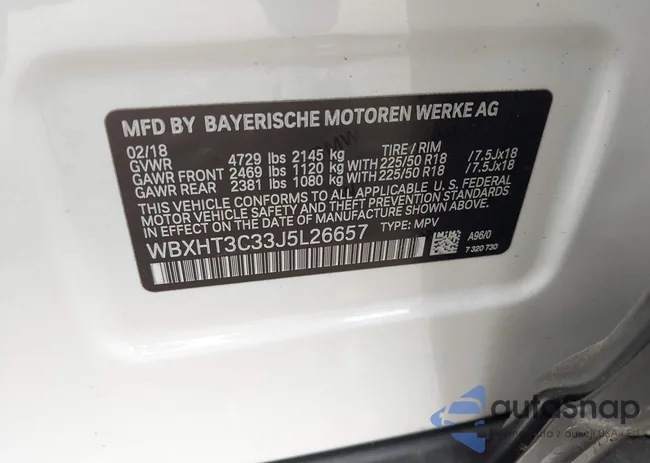 MFD BY BAYERISCHE MOTOREN WERKE AG
02/18 TIRE / RIM
GVWR 4729 lbs 2145 kg
GAWR FRONT 2469 lbs 1120 kg WITH 225/50 R18 /7.5Jx18
GAWR REAR 2381 lbs 1080 kg WITH 225/50 R18 /7.5Jx18
THIS VEHICLE CONFORMS TO ALL APPLICABLE U. S. FEDERAL
MOTOR VEHICLE SAFETY, BUMPER, AND THEFT PREVENTION STANDARDS
IN EFFECT ON THE DATE OF MANUFACTURE SHOWN ABOVE.
WBXHT3C33J5L26657 TYPE: MPV A96/0
7 320 730
autosnap
z aukcji USA